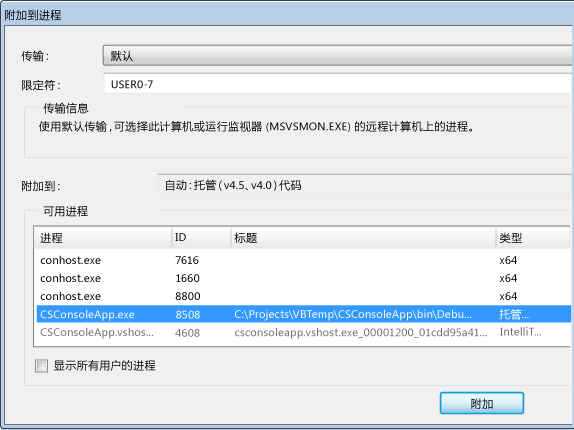 附加到进程
传输: 默认
限定符: USER0-7
传输信息
使用默认传输,可选择此计算机或运行监视器 (MSVSMON.EXE) 的远程计算机上的进程。
附加到: 自动:托管(v4.5、v4.0)代码
可用进程
进程 ID 标题 类型
conhost.exe 7616 x64
conhost.exe 1660 x64
conhost.exe 8800 x64
CSConsoleApp.exe 8508 C:\Projects\VBTemp\CSConsoleApp\bin\Debu... 托管...
CSConsoleApp.vshos... 4608 csconsoleapp.vshost.exe_00001200_01cdd95a41... IntelliT...
显示所有用户的进程
附加